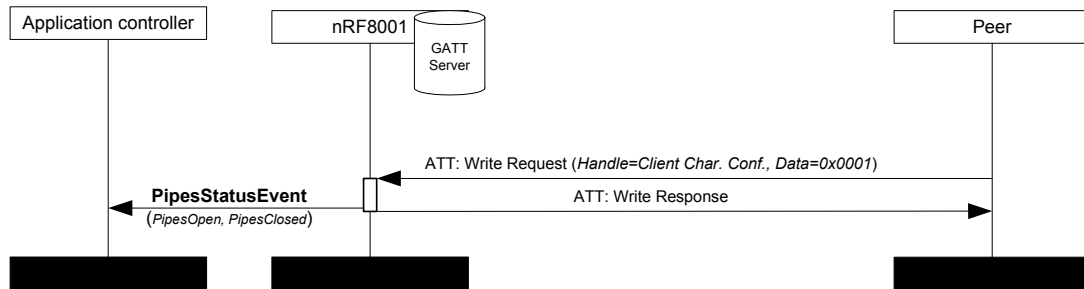 Application controller
nRF8001
GATT
Server
Peer
ATT: Write Request (Handle=Client Char. Conf., Data=0x0001)
PipesStatusEvent
(PipesOpen, PipesClosed)
ATT: Write Response